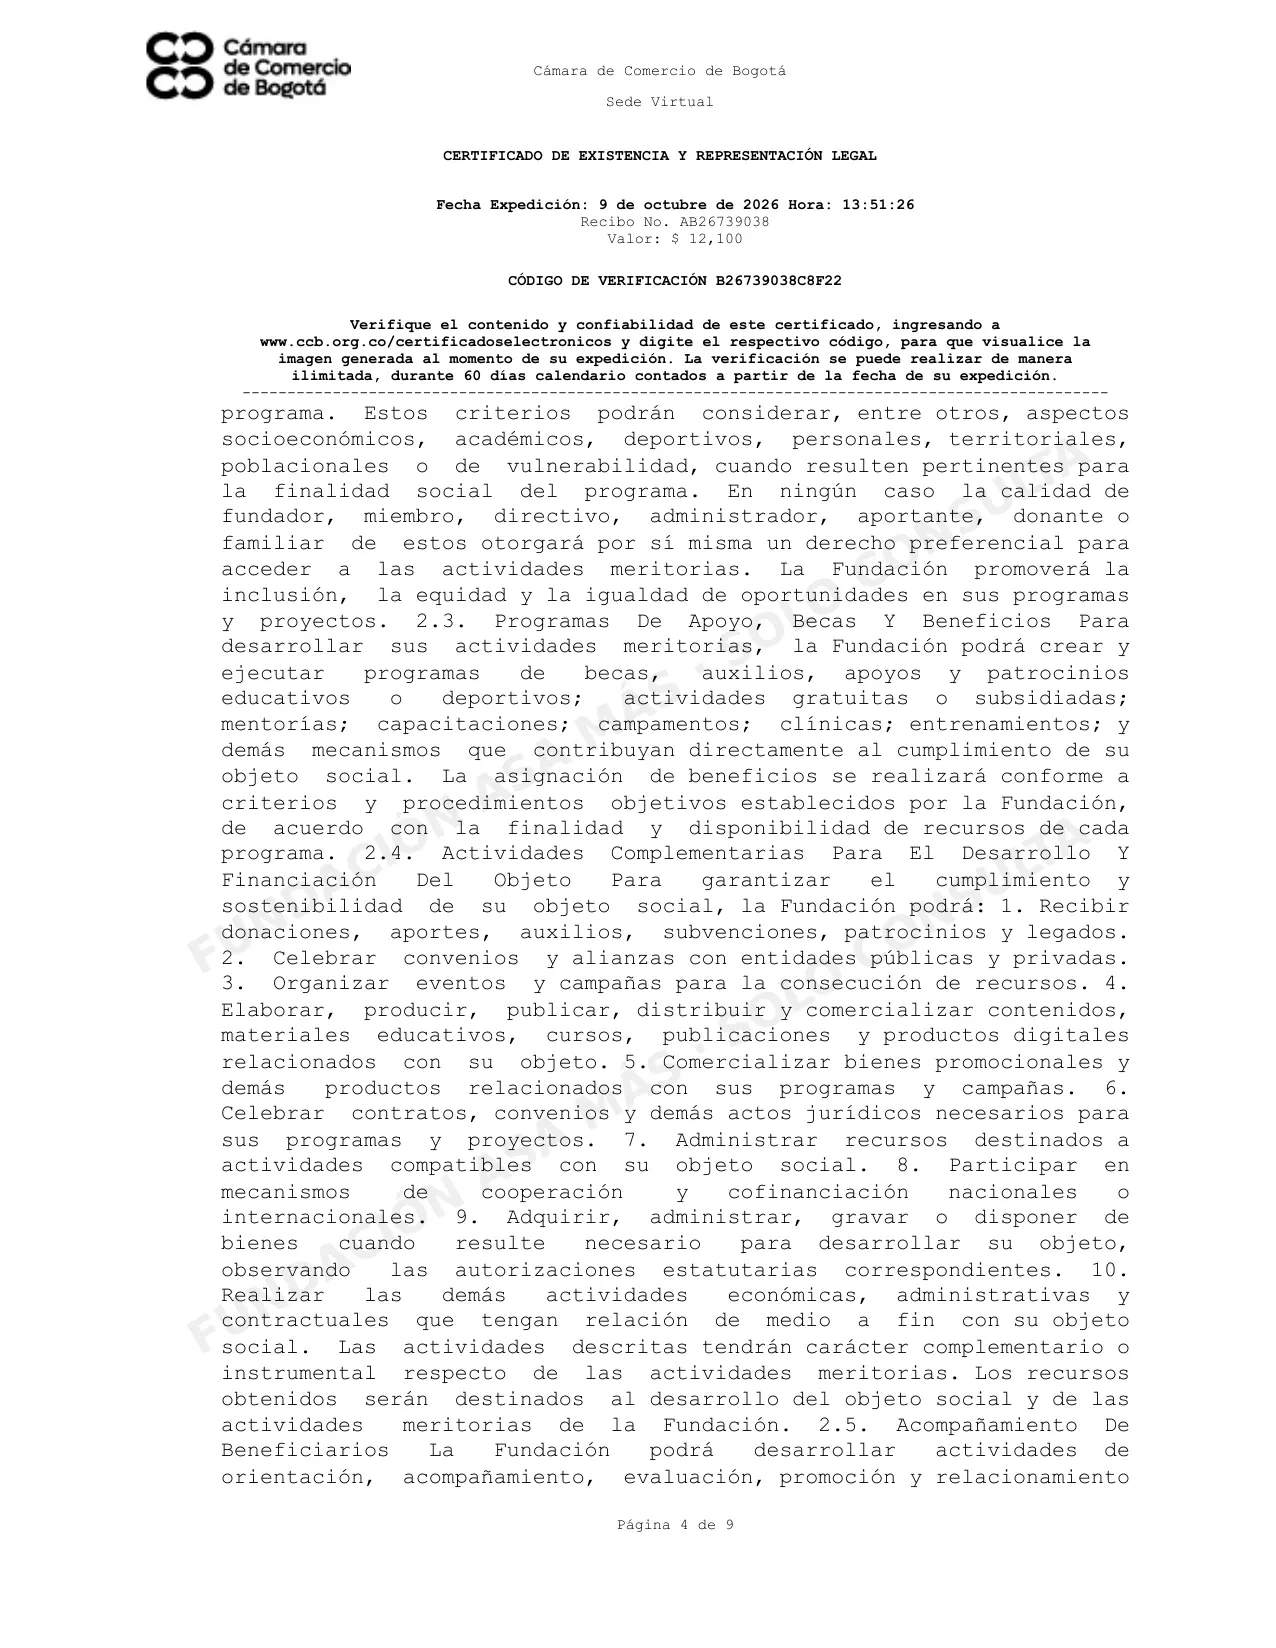 Cámara
de Comercio
de Bogotá
Cámara de Comercio de Bogotá
Sede Virtual
CERTIFICADO DE EXISTENCIA Y REPRESENTACIÓN LEGAL
Fecha Expedición: 9 de octubre de 2026 Hora: 13:51:26
Recibo No. AB26739038
Valor: $ 12,100
CÓDIGO DE VERIFICACIÓN B26739038C8F22
Verifique el contenido y confiabilidad de este certificado, ingresando a
www.ccb.org.co/certificadoselectronicos y digite el respectivo código, para que visualice la
imagen generada al momento de su expedición. La verificación se puede realizar de manera
ilimitada, durante 60 días calendario contados a partir de la fecha de su expedición.
programa. Estos criterios podrán considerar, entre otros, aspectos
socioeconómicos, académicos, deportivos, personales, territoriales,
poblacionales o de vulnerabilidad, cuando resulten pertinentes para
la finalidad social del programa. En ningún caso la calidad de
fundador, miembro, directivo, administrador, aportante, donante o
familiar de estos otorgará por sí misma un derecho preferencial para
acceder a las actividades meritorias. La Fundación promoverá la
inclusión, la equidad y la igualdad de oportunidades en sus programas
y proyectos. 2.3. Programas De Apoyo, Becas Y Beneficios Para
desarrollar sus actividades meritorias, la Fundación podrá crear y
ejecutar programas de becas, auxilios, apoyos y patrocinios
educativos o deportivos; actividades gratuitas o subsidiadas;
mentorías; capacitaciones; campamentos; clínicas; entrenamientos; y
demás mecanismos que contribuyan directamente al cumplimiento de su
objeto social. La asignación de beneficios se realizará conforme a
criterios y procedimientos objetivos establecidos por la Fundación,
de acuerdo con la finalidad y disponibilidad de recursos de cada
programa. 2.4. Actividades Complementarias Para El Desarrollo Y
Financiación Del Objeto Para garantizar el cumplimiento y
sostenibilidad de su objeto social, la Fundación podrá: 1. Recibir
donaciones, aportes, auxilios, subvenciones, patrocinios y legados.
2. Celebrar convenios y alianzas con entidades públicas y privadas.
3. Organizar eventos y campañas para la consecución de recursos. 4.
Elaborar, producir, publicar, distribuir y comercializar contenidos,
materiales educativos, cursos, publicaciones y productos digitales
relacionados con su objeto. 5. Comercializar bienes promocionales y
demás productos relacionados con sus programas y campañas. 6.
Celebrar contratos, convenios y demás actos jurídicos necesarios para
sus programas y proyectos. 7. Administrar recursos destinados a
actividades compatibles con su objeto social. 8. Participar en
mecanismos de cooperación y cofinanciación nacionales o
internacionales. 9. Adquirir, administrar, gravar o disponer de
bienes cuando resulte necesario para desarrollar su objeto,
observando las autorizaciones estatutarias correspondientes. 10.
Realizar las demás actividades económicas, administrativas y
contractuales que tengan relación de medio a fin con su objeto
social. Las actividades descritas tendrán carácter complementario o
instrumental respecto de las actividades meritorias. Los recursos
obtenidos serán destinados al desarrollo del objeto social y de las
actividades meritorias de la Fundación. 2.5. Acompañamiento De
Beneficiarios La Fundación podrá desarrollar actividades de
orientación, acompañamiento, evaluación, promoción y relacionamiento
FUNDACIÓN ASA MÁS · SOLO CONSULTA
FUNDACIÓN ASA MÁS · SOLO CONSULTA
Página 4 de 9